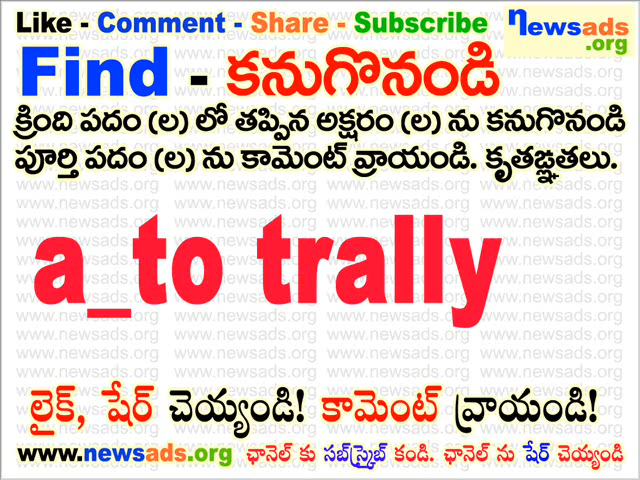 Like - Comment - Share - Subscribe
newsads
.org
Find - కనుగొనండి
క్రింది పదం (ల) లో తప్పిన అక్షరం (ల) ను కనుగొనండి
పూర్తి పదం (ల) ను కామెంట్ వ్రాయండి. కృతజ్ఞతలు.
a_to trally
లైక్, షేర్ చెయ్యండి! కామెంట్ వ్రాయండి!
www.newsads.org ఛానెల్ కు సబ్‌స్క్రైబ్ కండి. ఛానెల్ ను షేర్ చెయ్యండి